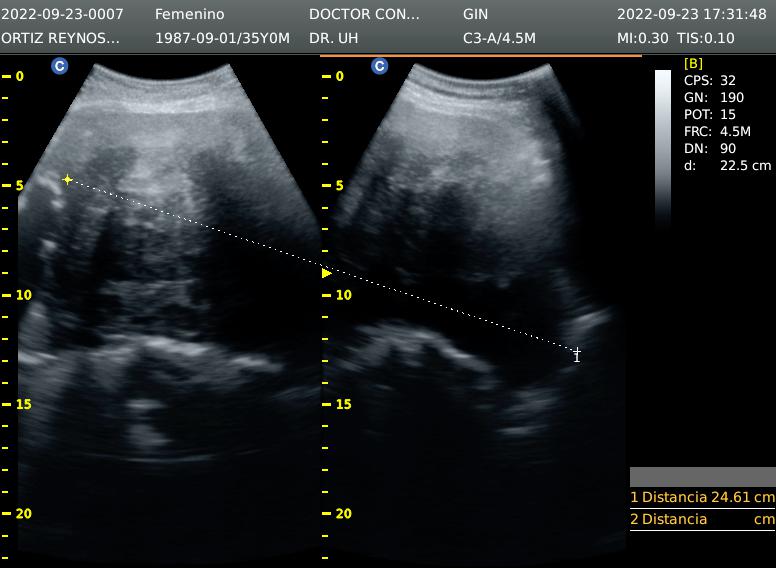 2022-09-23-0007 Femenino DOCTOR CON... GIN 2022-09-23 17:31:48
ORTIZ REYNOS... 1987-09-01/35Y0M DR. UH C3-A/4.5M MI:0.30 TIS:0.10
C C [B]
0 0 CPS: 32
GN: 190
POT: 15
FRC: 4.5M
DN: 90
d: 22.5 cm
5 5
10 10
1
15 15
1 Distancia 24.61 cm
20 20 2 Distancia cm